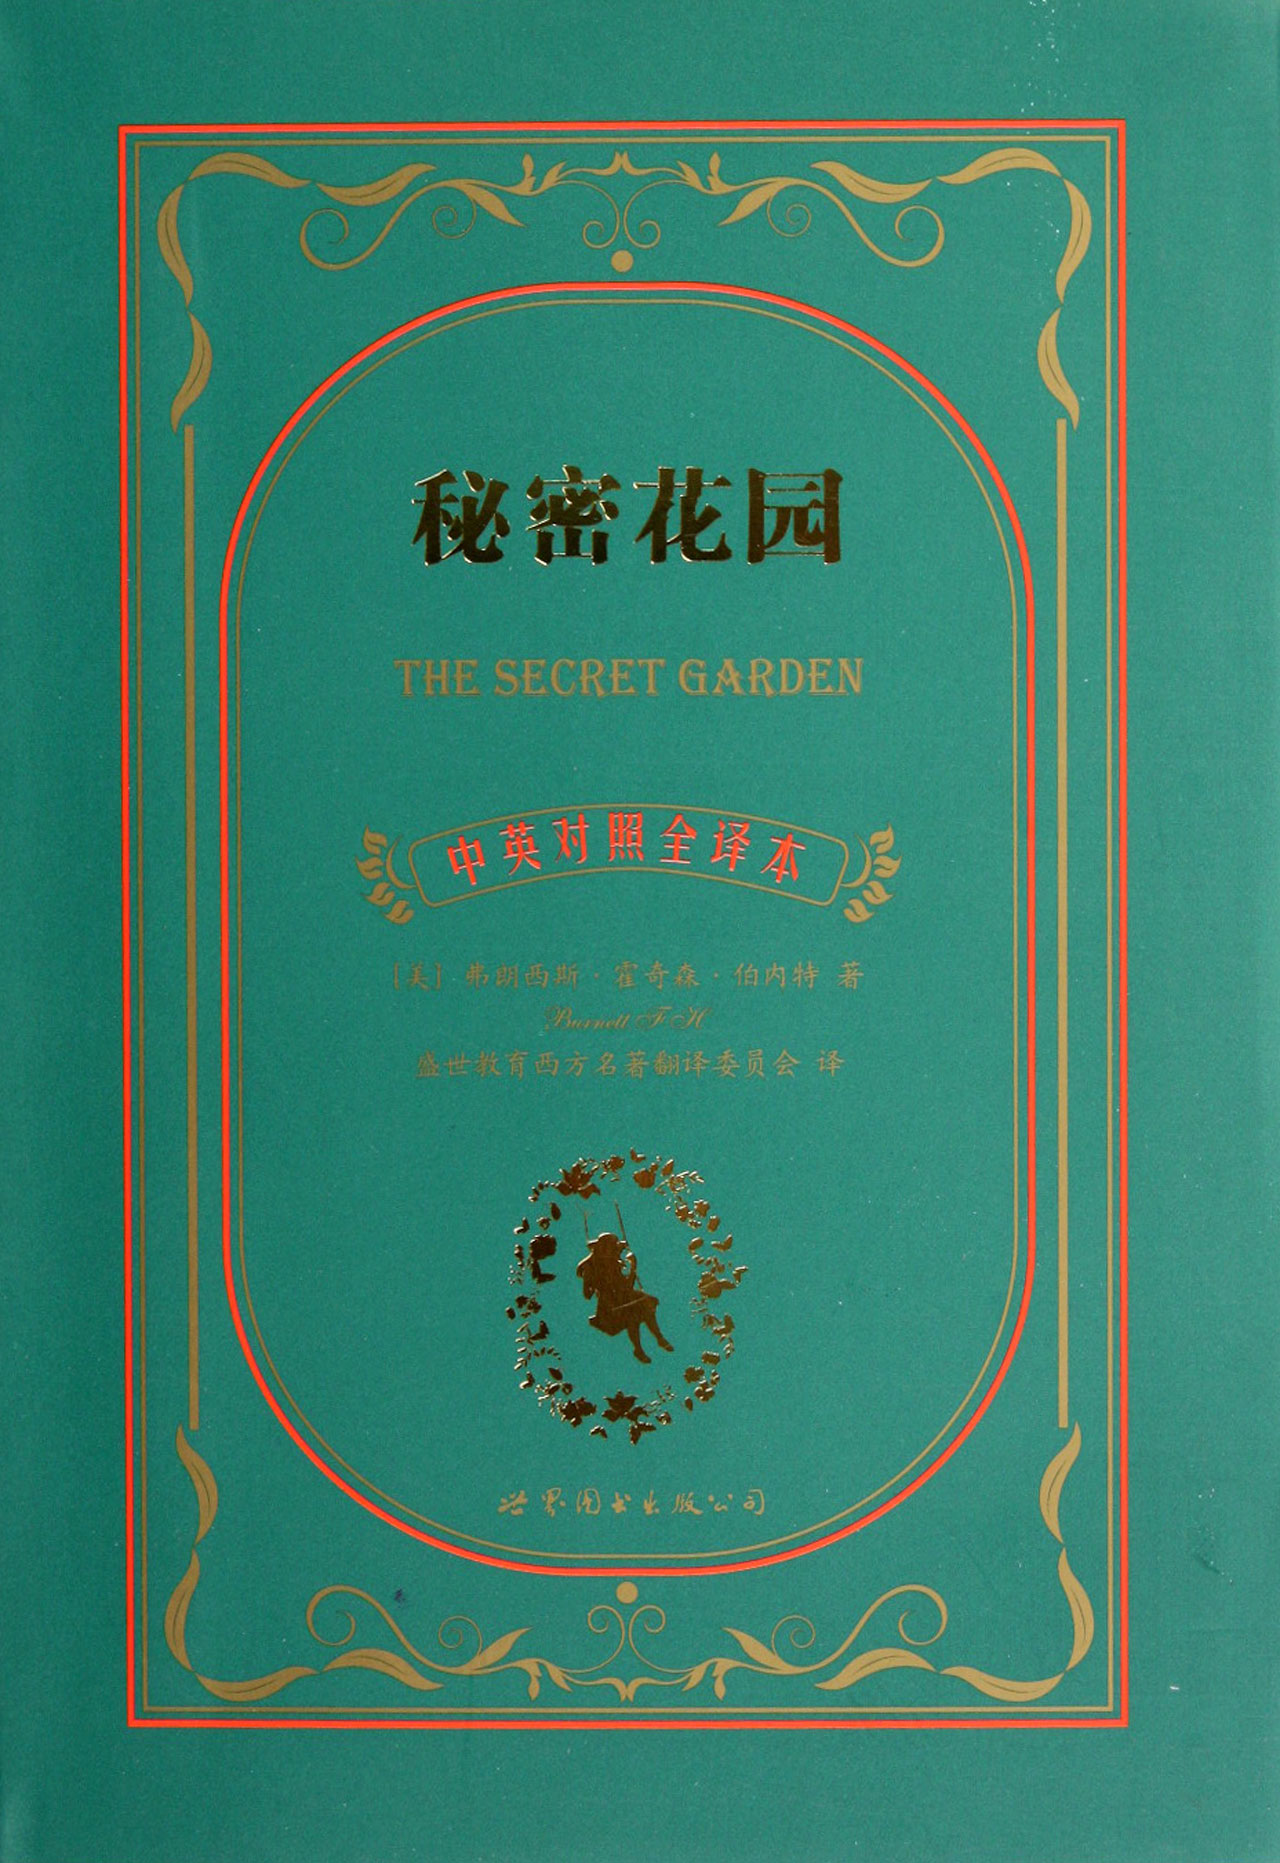 秘密花园
THE SECRET GARDEN
中英对照全译本
[美] 弗朗西斯·霍奇森·伯内特 著
Burnett F·H
盛世教育西方名著翻译委员会 译
世界图书出版公司